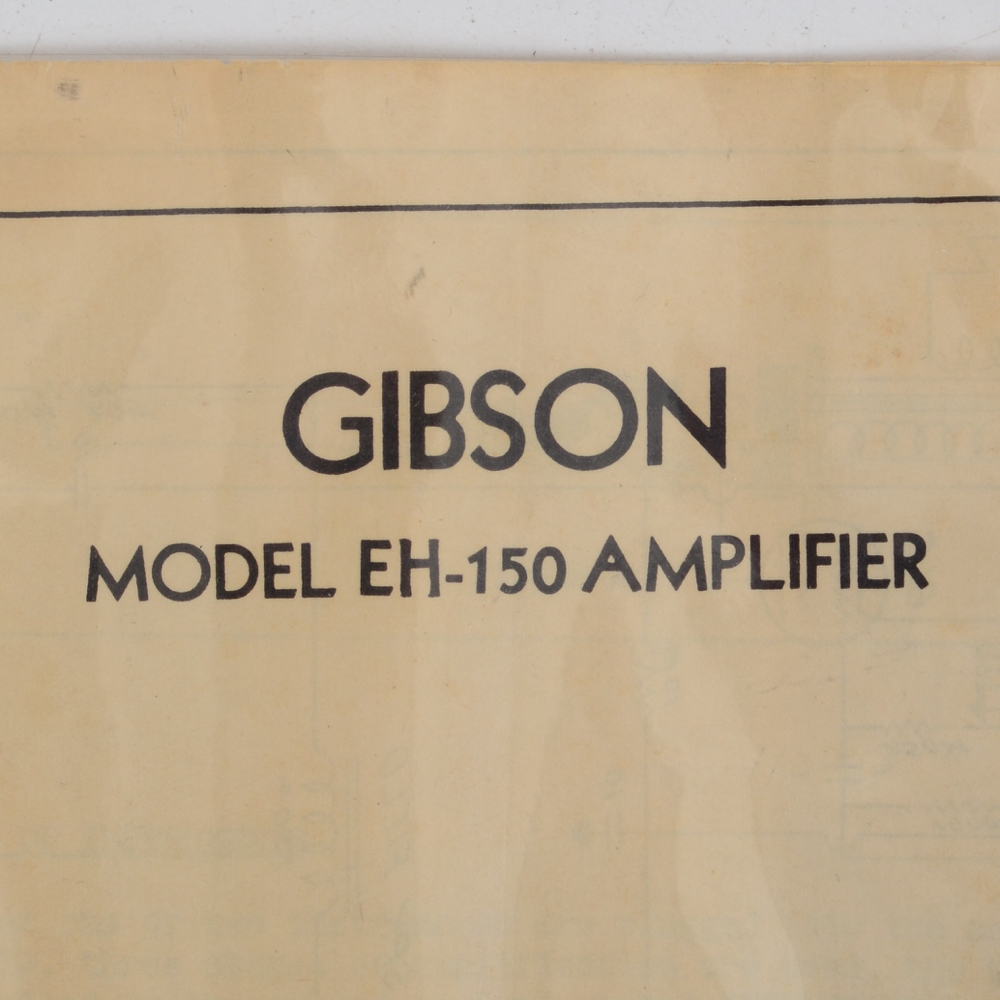 GIBSON
MODEL EH-150 AMPLIFIER